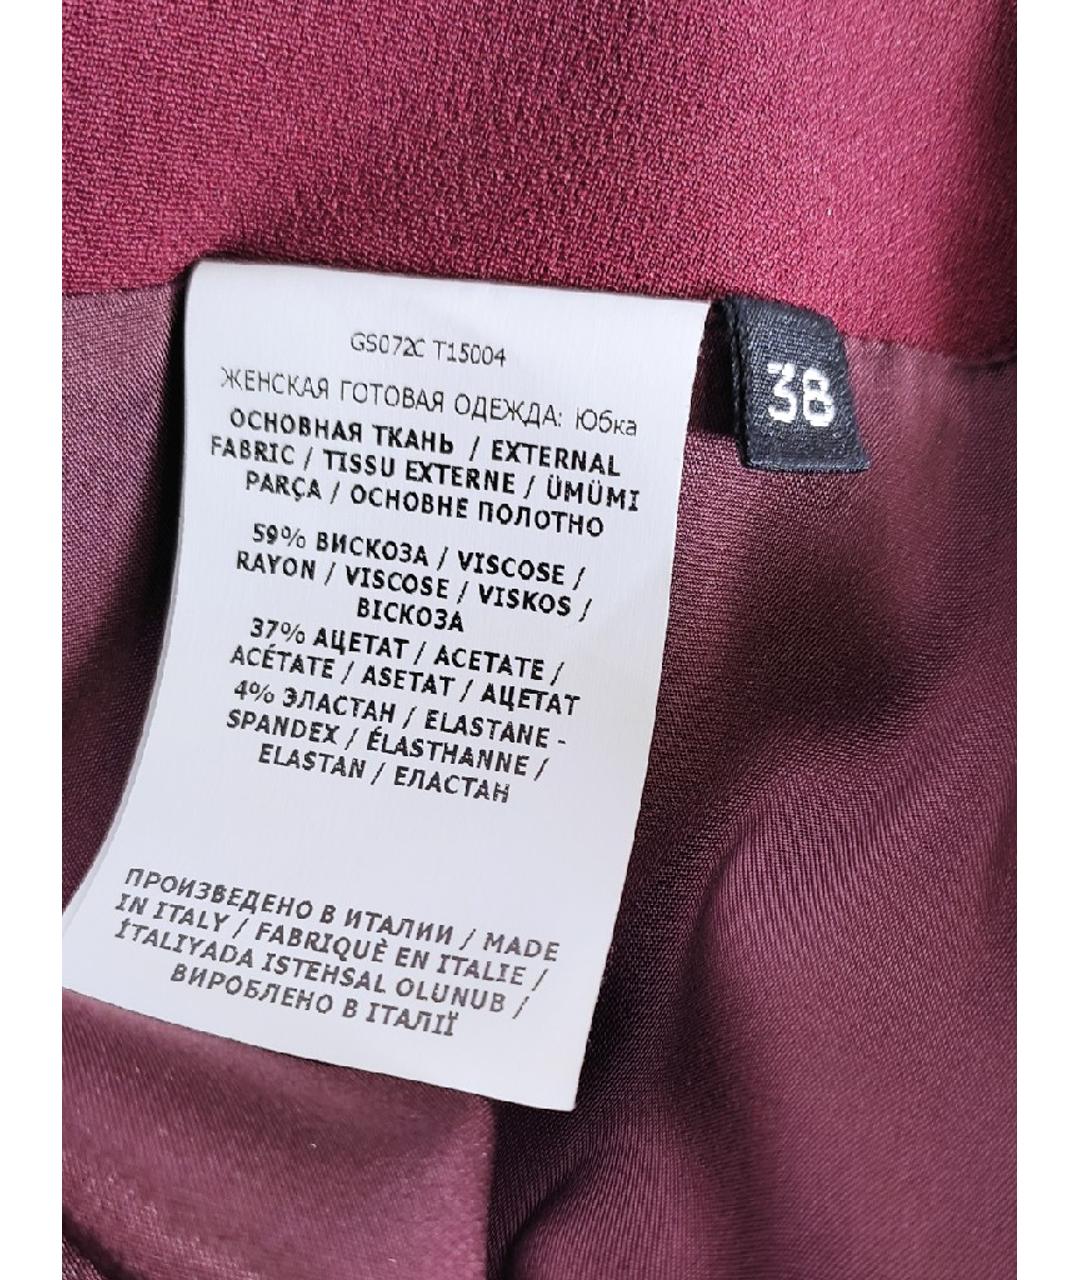 GS072C T15004
ЖЕНСКАЯ ГОТОВАЯ ОДЕЖДА: Юбка
ОСНОВНАЯ ТКАНЬ / EXTERNAL
FABRIC / TISSU EXTERNE / ÜMÜMI
PARÇA / ОСНОВНЕ ПОЛОТНО
59% ВИСКОЗА / VISCOSE /
RAYON / VISCOSE / VISKOS /
ВІСКОЗА
37% АЦЕТАТ / ACETATE /
ACÉTATE / ASETAT / АЦЕТАТ
4% ЭЛАСТАН / ELASTANE -
SPANDEX / ÉLASTHANNE /
ELASTAN / ЕЛАСТАН
ПРОИЗВЕДЕНО В ИТАЛИИ / MADE
IN ITALY / FABRIQUÈ EN ITALIE /
İTALIYADA ISTEHSAL OLUNUB /
ВИРОБЛЕНО В ІТАЛІЇ
38